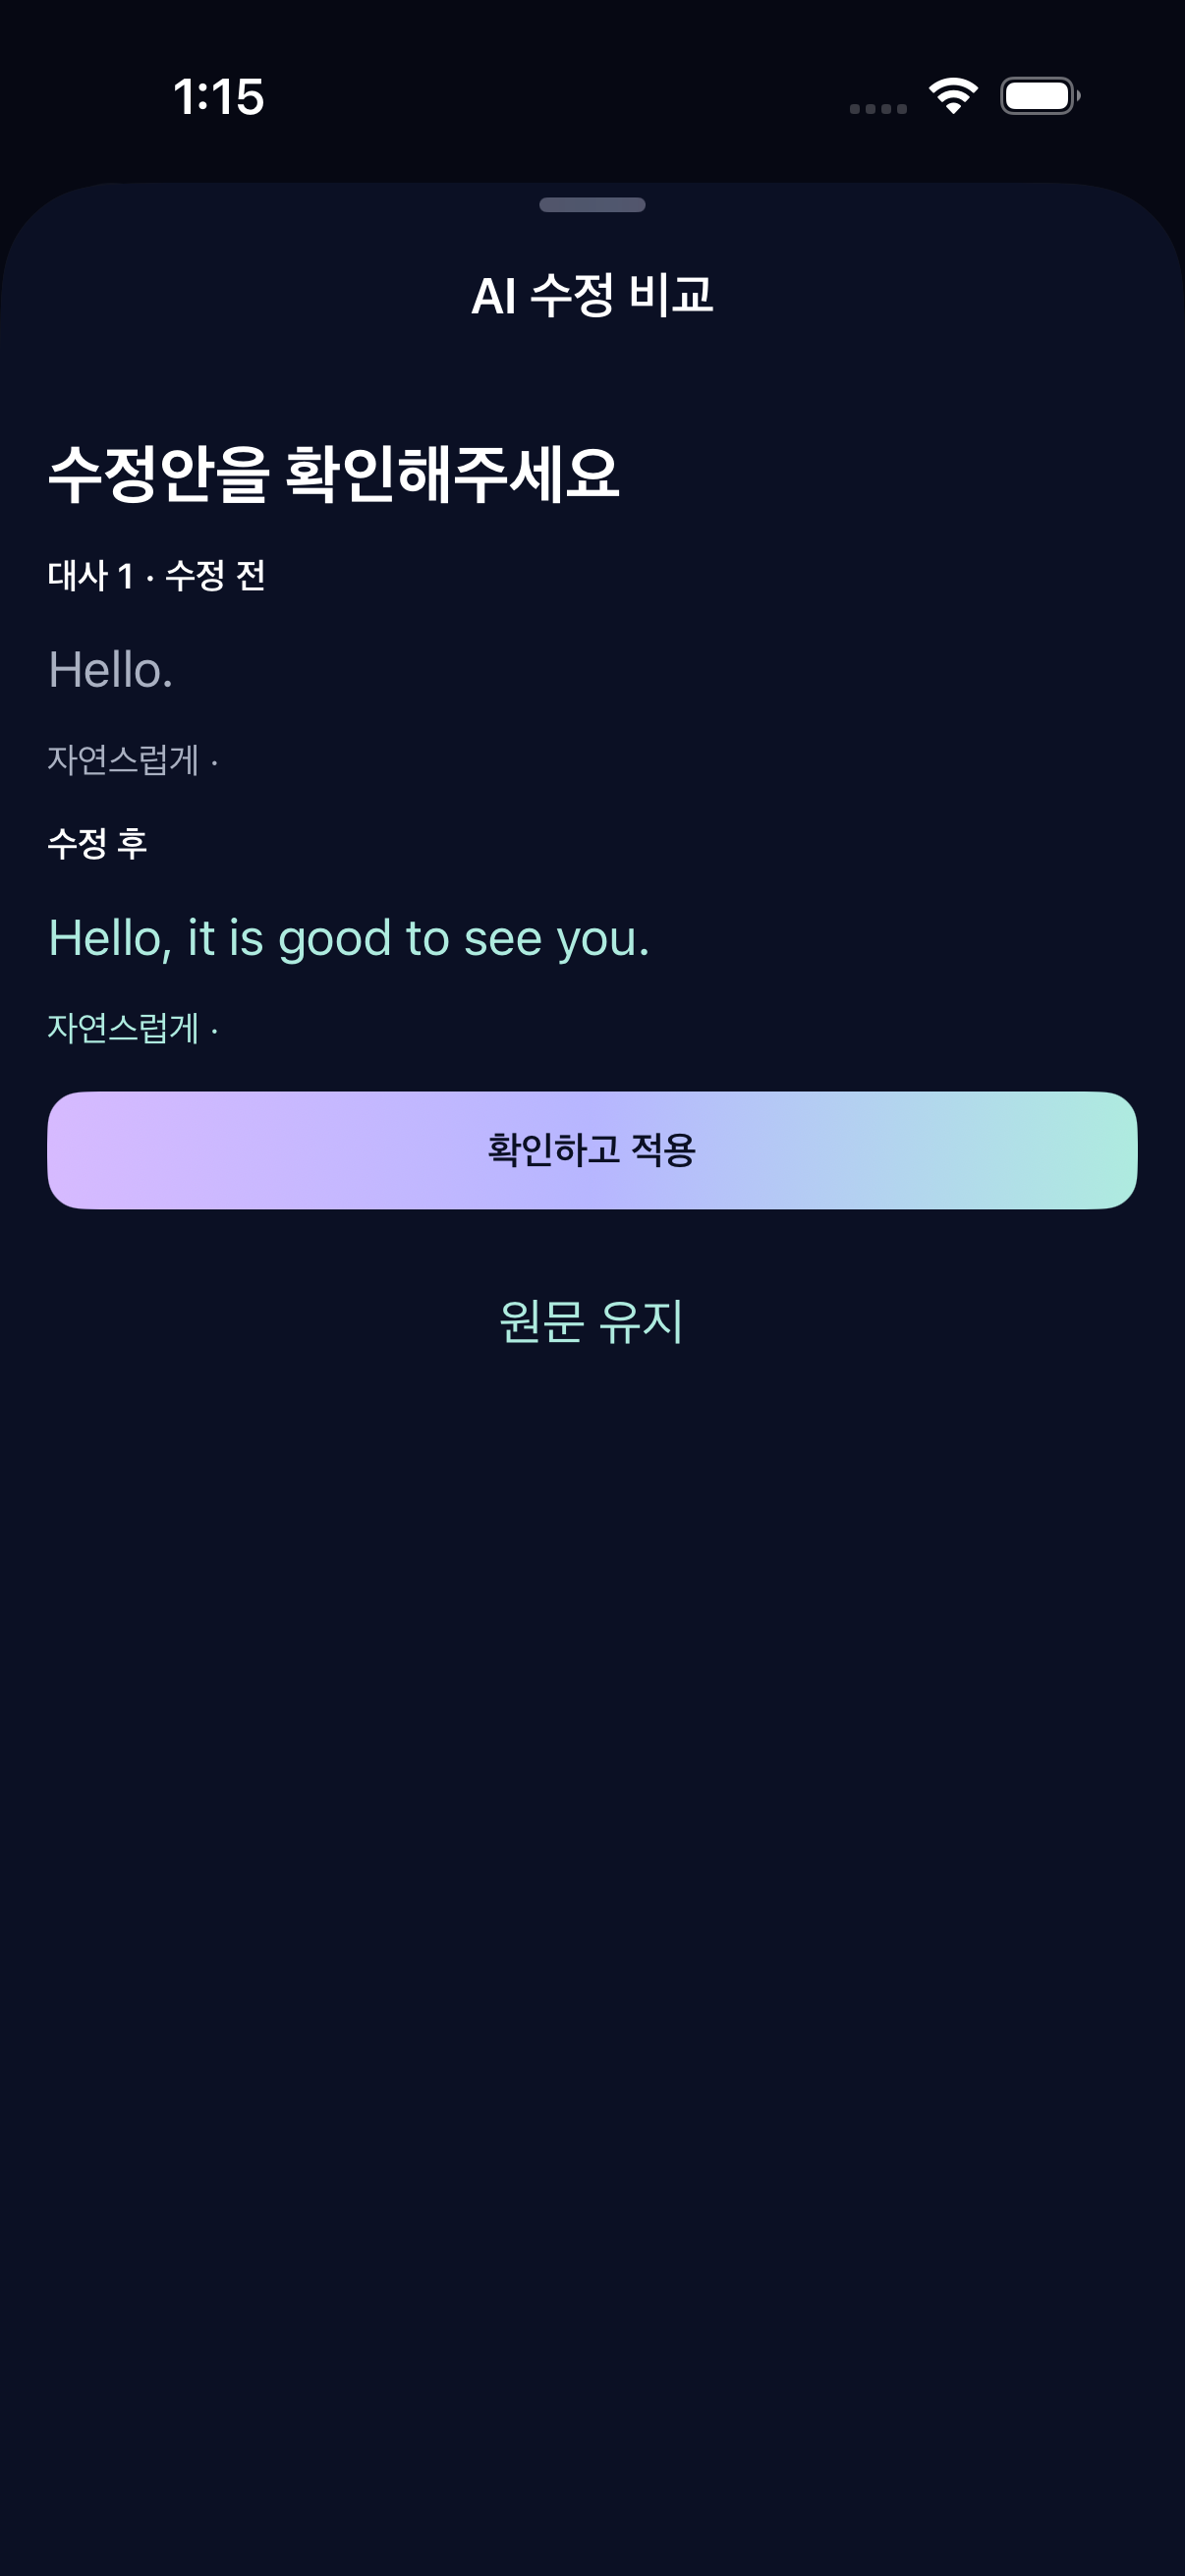 1:15
AI 수정 비교
수정안을 확인해주세요
대사 1 · 수정 전
Hello.
자연스럽게 ·
수정 후
Hello, it is good to see you.
자연스럽게 ·
확인하고 적용
원문 유지